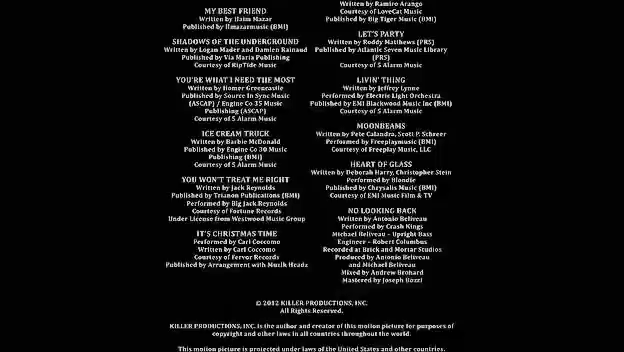 MY BEST FRIEND
Written by Haim Mazar
Published by Ilmazarmusic (BMI)
SHADOWS OF THE UNDERGROUND
Written by Logan Mader and Damien Rainaud
Published by Via Maria Publishing
Courtesy of RipTide Music
YOU'RE WHAT I NEED THE MOST
Written by Homer Greencastle
Published by Source In Sync Music
(ASCAP) / Engine Co 35 Music
Publishing (ASCAP)
Courtesy of 5 Alarm Music
ICE CREAM TRUCK
Written by Barbie McDonald
Published by Engine Co 30 Music
Publishing (BMI)
Courtesy of 5 Alarm Music
YOU WON'T TREAT ME RIGHT
Written by Jack Reynolds
Published by Trianon Publications (BMI)
Performed by Big Jack Reynolds
Courtesy of Fortune Records
Under License from Westwood Music Group
IT'S CHRISTMAS TIME
Performed by Carl Coccomo
Written by Carl Coccomo
Courtesy of Fervor Records
Published by Arrangement with Muzik Headz
Written by Ramiro Arango
Courtesy of LoveCat Music
Published by Big Tiger Music (BMI)
LET'S PARTY
Written by Roddy Matthews (PRS)
Published by Atlantic Seven Music Library
(PRS)
Courtesy of 5 Alarm Music
LIVIN' THING
Written by Jeffrey Lynne
Performed by Electric Light Orchestra
Published by EMI Blackwood Music Inc (BMI)
Courtesy of 5 Alarm Music
MOONBEAMS
Written by Pete Calandra, Scott P. Schreer
Performed by Freeplaymusic (BMI)
Courtesy of Freeplay Music, LLC
HEART OF GLASS
Written by Deborah Harry, Christopher Stein
Performed by Blondie
Published by Chrysalis Music (BMI)
Courtesy of EMI Music Film & TV
NO LOOKING BACK
Written by Antonio Beliveau
Performed by Crash Kings
Michael Beliveau - Upright Bass
Engineer - Robert Columbus
Recorded at Brick and Mortar Studios
Produced by Antonio Beliveau
and Michael Beliveau
Mixed by Andrew Brohard
Mastered by Joseph Bozzi
© 2012 KILLER PRODUCTIONS, INC.
All Rights Reserved.
KILLER PRODUCTIONS, INC. is the author and creator of this motion picture for purposes of
copyright and other laws in all countries throughout the world.
This motion picture is protected under laws of the United States and other countries.